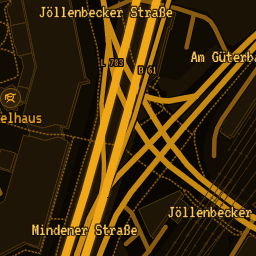 Jöllenbecker Straße
Am Güterba
L 783
B 61
elhaus
Jöllenbecker
Mindener Straße